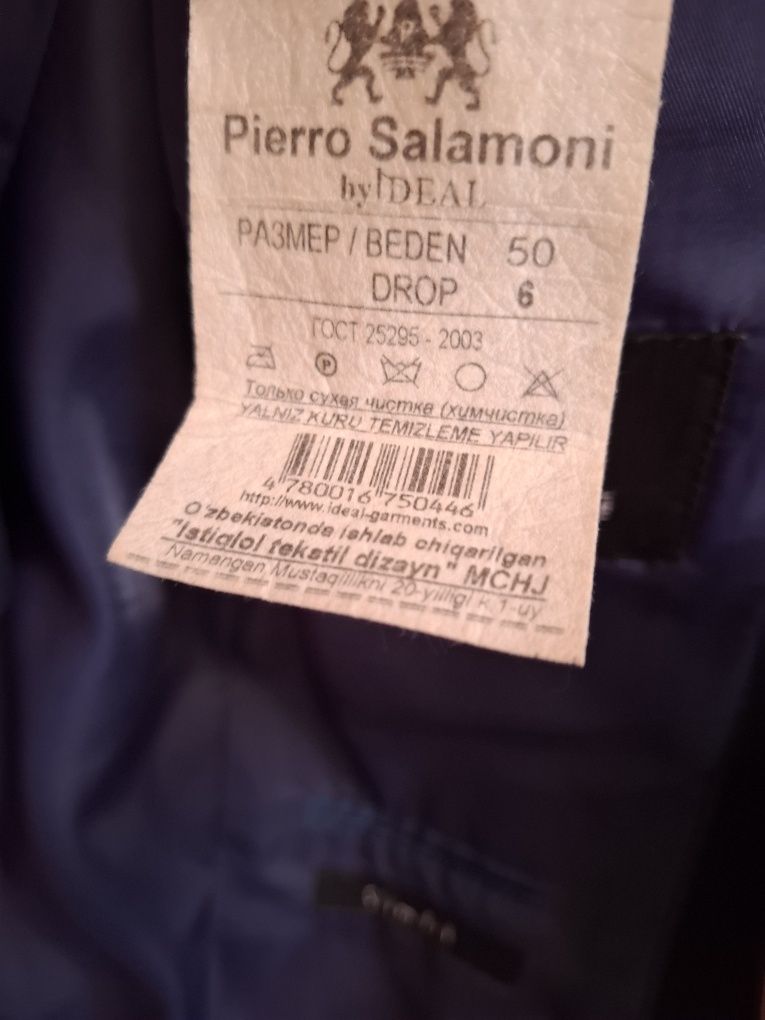 Pierro Salamoni
by IDEAL
РАЗМЕР / BEDEN 50
DROP 6
ГОСТ 25295 - 2003
P
Только сухая чистка (химчистка)
YALNIZ KURU TEMIZLEME YAPILIR
4 780016 750446
http://www.ideal-garments.com
O'zbekistonda ishlab chiqarilgan
"Istiqlol tekstil dizayn" MCHJ
Namangan Mustaqillikni 20-yilligi k 1-uy